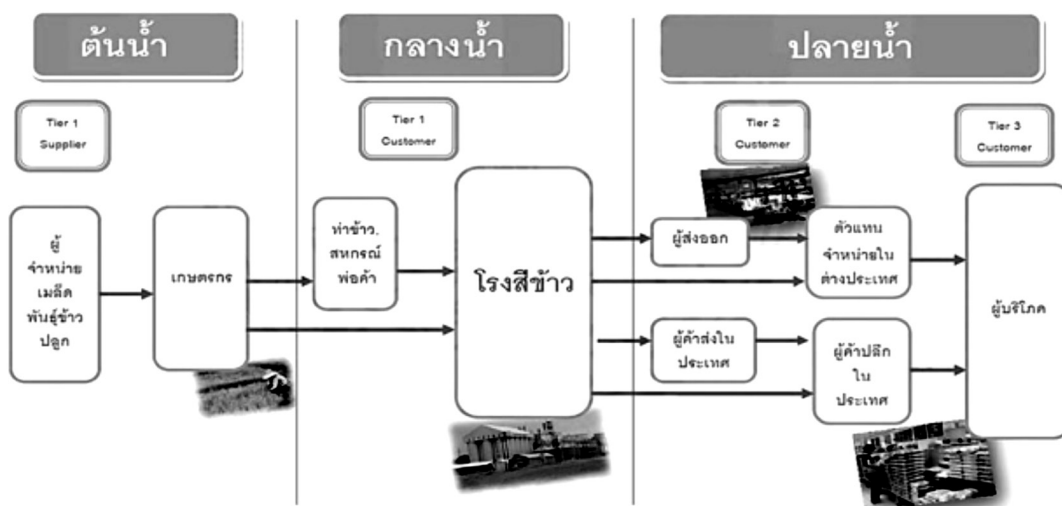 ต้นน้ำ
กลางน้ำ
ปลายน้ำ
Tier 1
Supplier
Tier 1
Customer
Tier 2
Customer
Tier 3
Customer
ผู้
จำหน่าย
เมล็ด
พันธุ์ข้าว
ปลูก
เกษตรกร
ท่าข้าว.
สหกรณ์
พ่อค้า
โรงสีข้าว
ผู้ส่งออก
ตัวแทน
จำหน่ายใน
ต่างประเทศ
ผู้ค้าส่งใน
ประเทศ
ผู้ค้าปลีก
ใน
ประเทศ
ผู้บริโภค